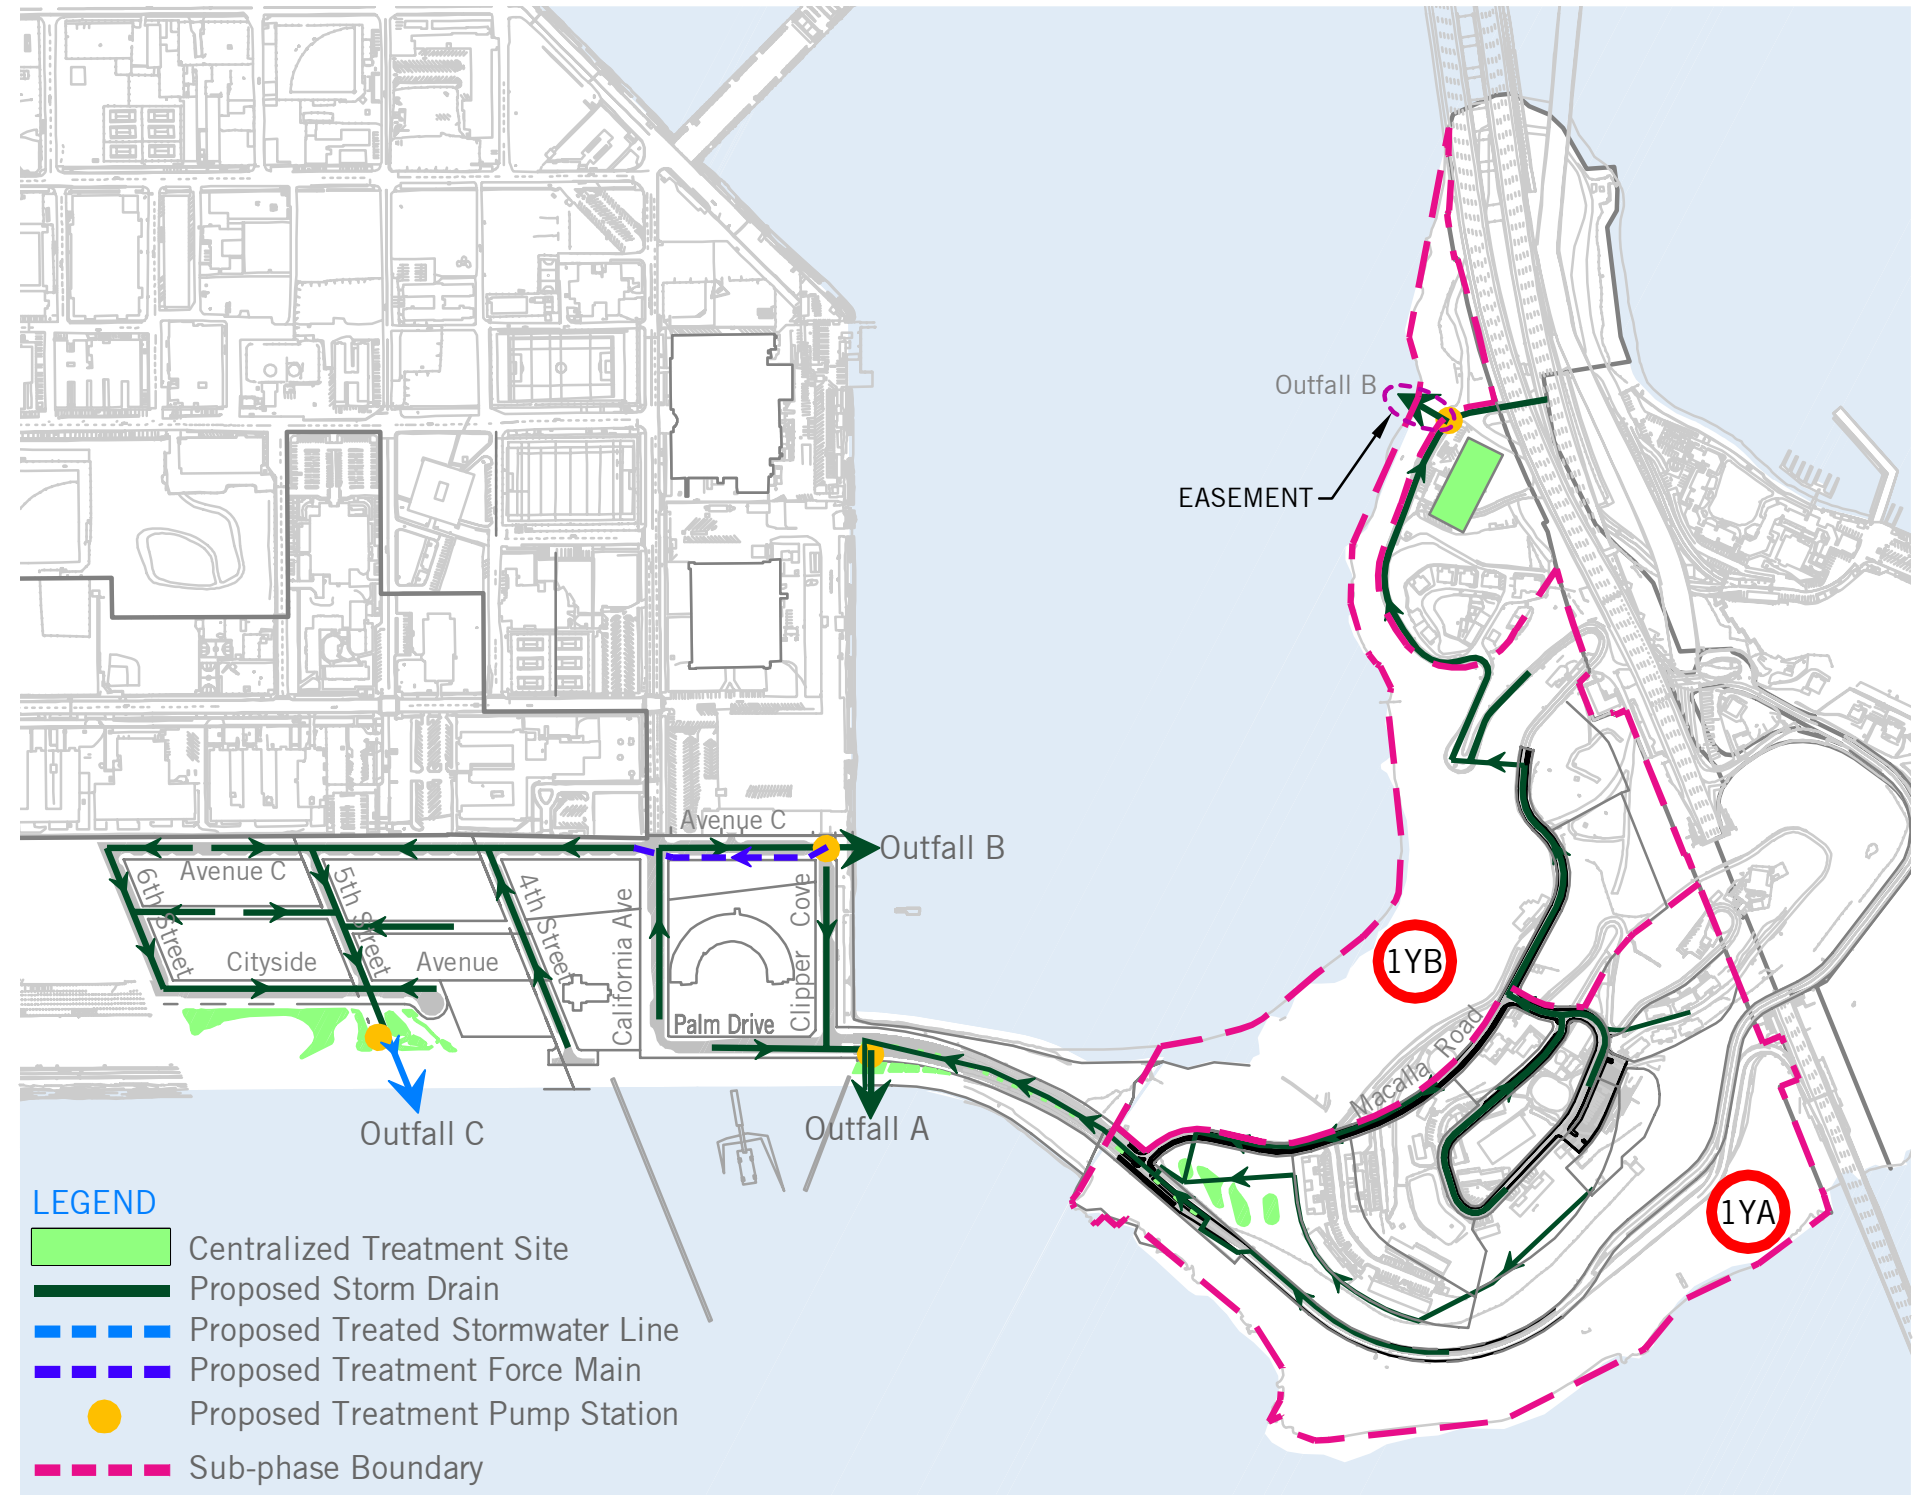 Outfall B
EASEMENT
Avenue C
Outfall B
Avenue C
6th Street
5th Street
4th Street
California Ave
Clipper Cove
Cityside Avenue
Palm Drive
1YB
Macalla Road
Outfall C
Outfall A
1YA
LEGEND
Centralized Treatment Site
Proposed Storm Drain
Proposed Treated Stormwater Line
Proposed Treatment Force Main
Proposed Treatment Pump Station
Sub-phase Boundary